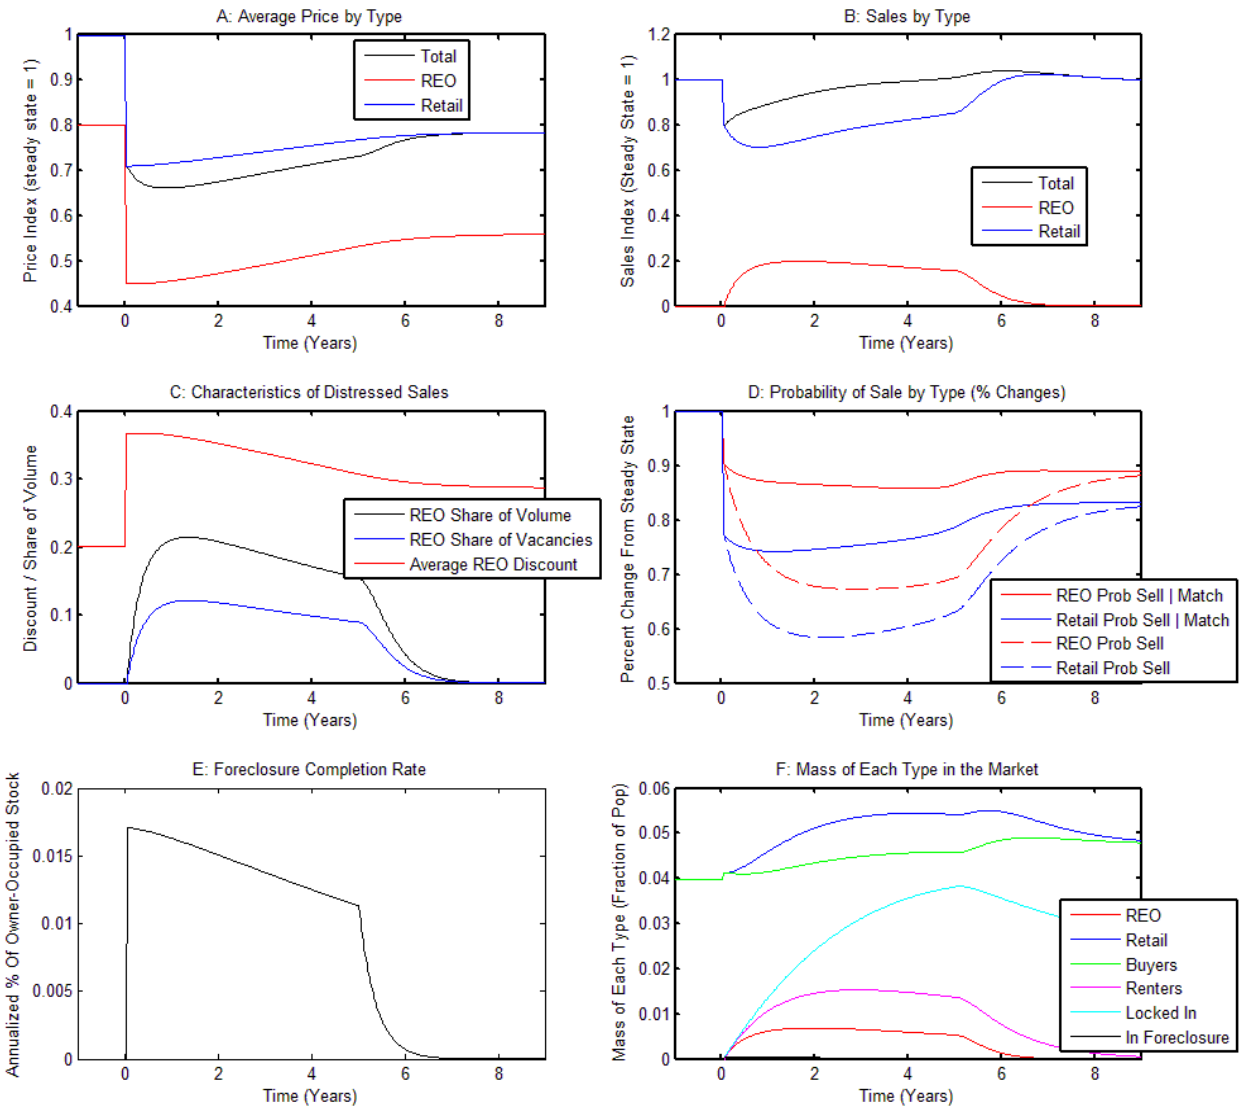 A: Average Price by Type
Price Index (steady state = 1)
1
0.9
0.8
0.7
0.6
0.5
0.4
Total
REO
Retail
0
2
4
6
8
Time (Years)
B: Sales by Type
Sales Index (Steady State = 1)
1.2
1
0.8
0.6
0.4
0.2
0
Total
REO
Retail
0
2
4
6
8
Time (Years)
C: Characteristics of Distressed Sales
Discount / Share of Volume
0.4
0.3
0.2
0.1
0
REO Share of Volume
REO Share of Vacancies
Average REO Discount
0
2
4
6
8
Time (Years)
D: Probability of Sale by Type (% Changes)
Percent Change From Steady State
1
0.9
0.8
0.7
0.6
0.5
REO Prob Sell | Match
Retail Prob Sell | Match
REO Prob Sell
Retail Prob Sell
0
2
4
6
8
Time (Years)
E: Foreclosure Completion Rate
Annualized % Of Owner-Occupied Stock
0.02
0.015
0.01
0.005
0
0
2
4
6
8
Time (Years)
F: Mass of Each Type in the Market
Mass of Each Type (Fraction of Pop)
0.06
0.05
0.04
0.03
0.02
0.01
0
REO
Retail
Buyers
Renters
Locked In
In Foreclosure
0
2
4
6
8
Time (Years)